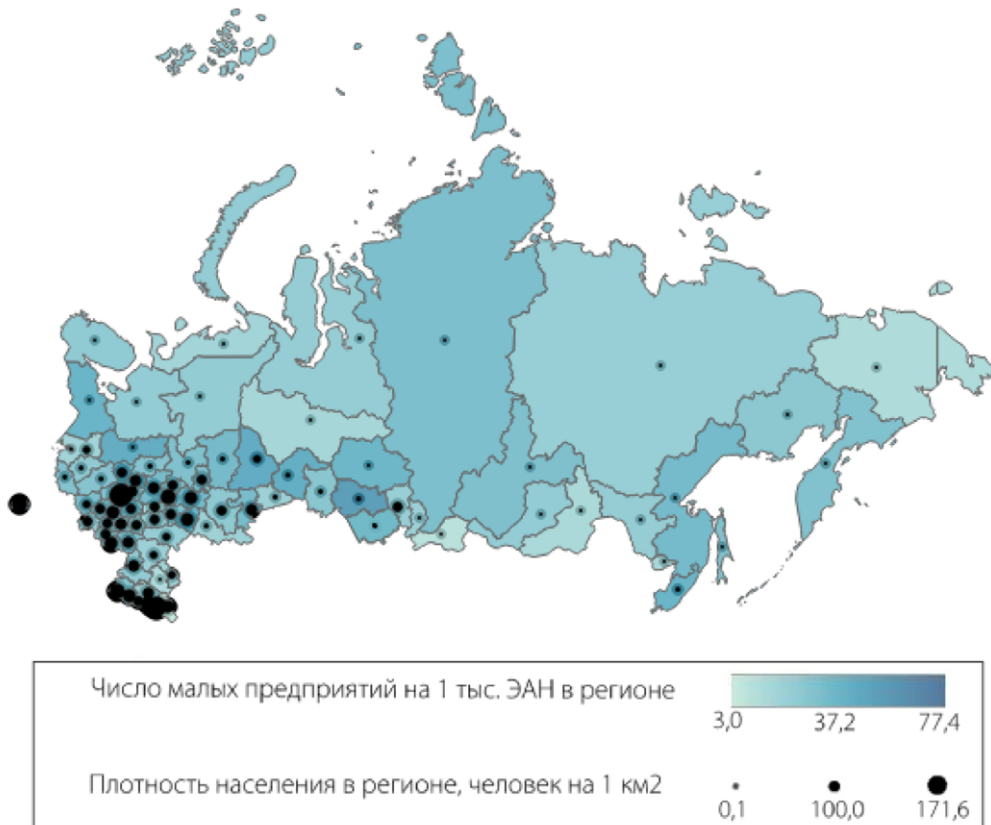 Число малых предприятий на 1 тыс. ЭАН в регионе
3,0 37,2 77,4
Плотность населения в регионе, человек на 1 км2
0,1 100,0 171,6